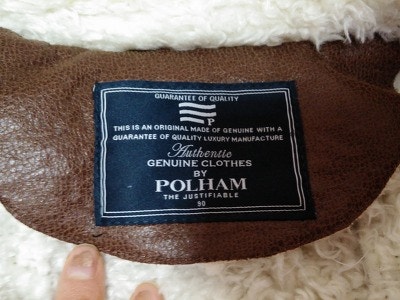 GUARANTEE OF QUALITY
P
THIS IS AN ORIGINAL MADE OF GENUINE WITH A
GUARANTEE OF QUALITY LUXURY MANUFACTURE
Authentic
GENUINE CLOTHES
BY
POLHAM
THE JUSTIFIABLE
90